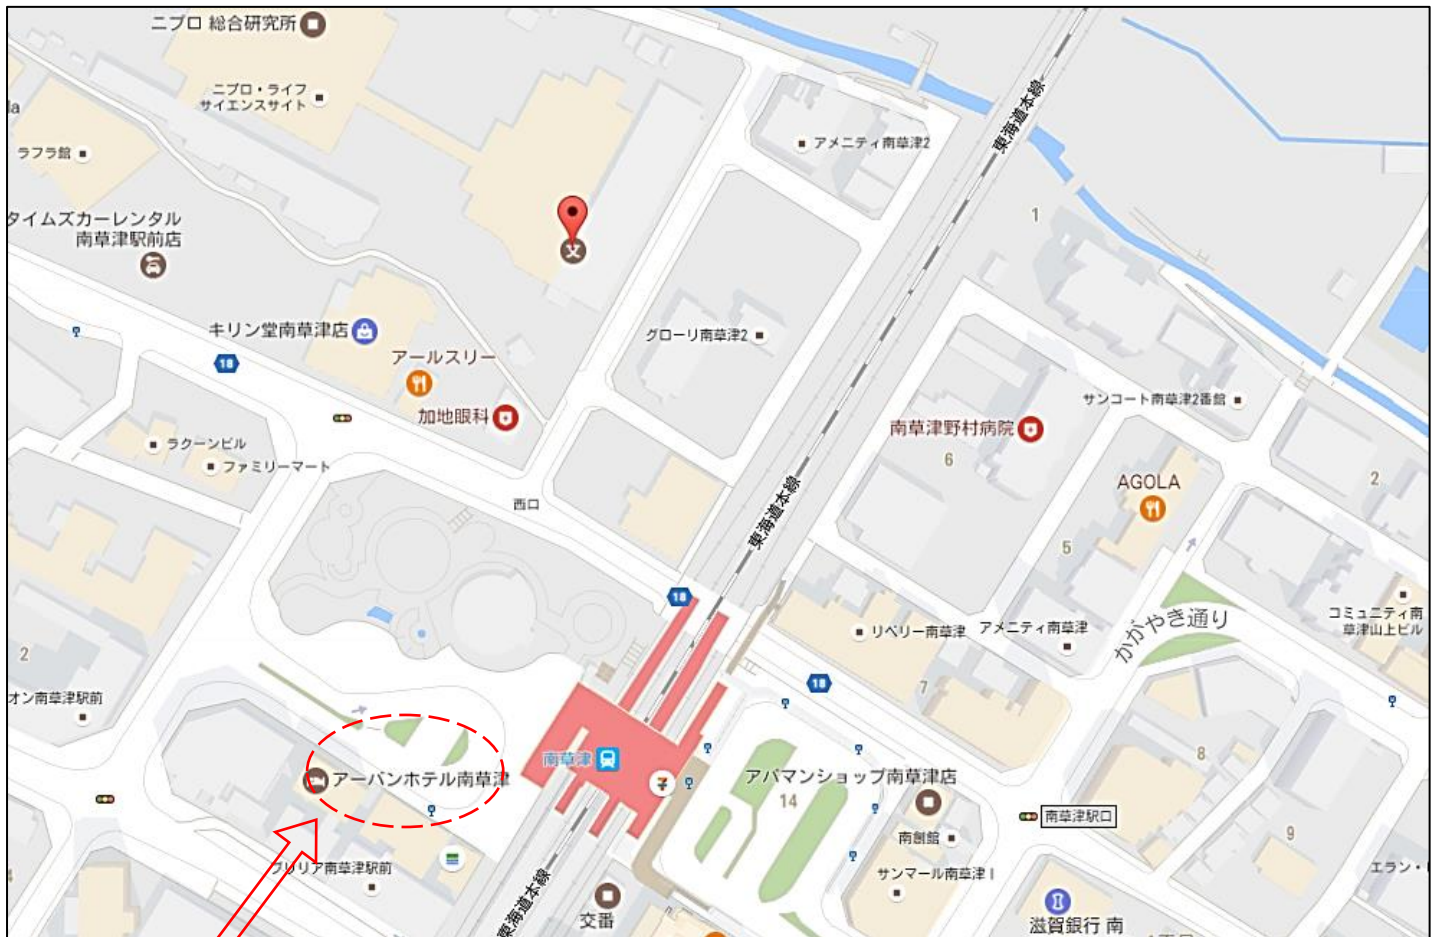 ニプロ 総合研究所
ニプロ・ライフ
サイエンスサイト
ラフラ館
タイムズカーレンタル
南草津駅前店
アメニティ南草津2
東海道本線
1
文
キリン堂南草津店
18
アールスリー
加地眼科
グローリ南草津2
ラクーンビル
ファミリーマート
西口
東海道本線
南草津野村病院
6
サンコート南草津2番館
AGOLA
5
2
18
リベリー南草津
アメニティ南草津
かがやき通り
コミュニティ南
草津山上ビル
18
7
2
オン南草津駅前
アーバンホテル南草津
南草津
アパマンショップ南草津店
14
8
南草津駅口
南創館
サンマール南草津Ⅰ
9
エラン・
ブリリア南草津駅前
東海道本線
交番
滋賀銀行 南